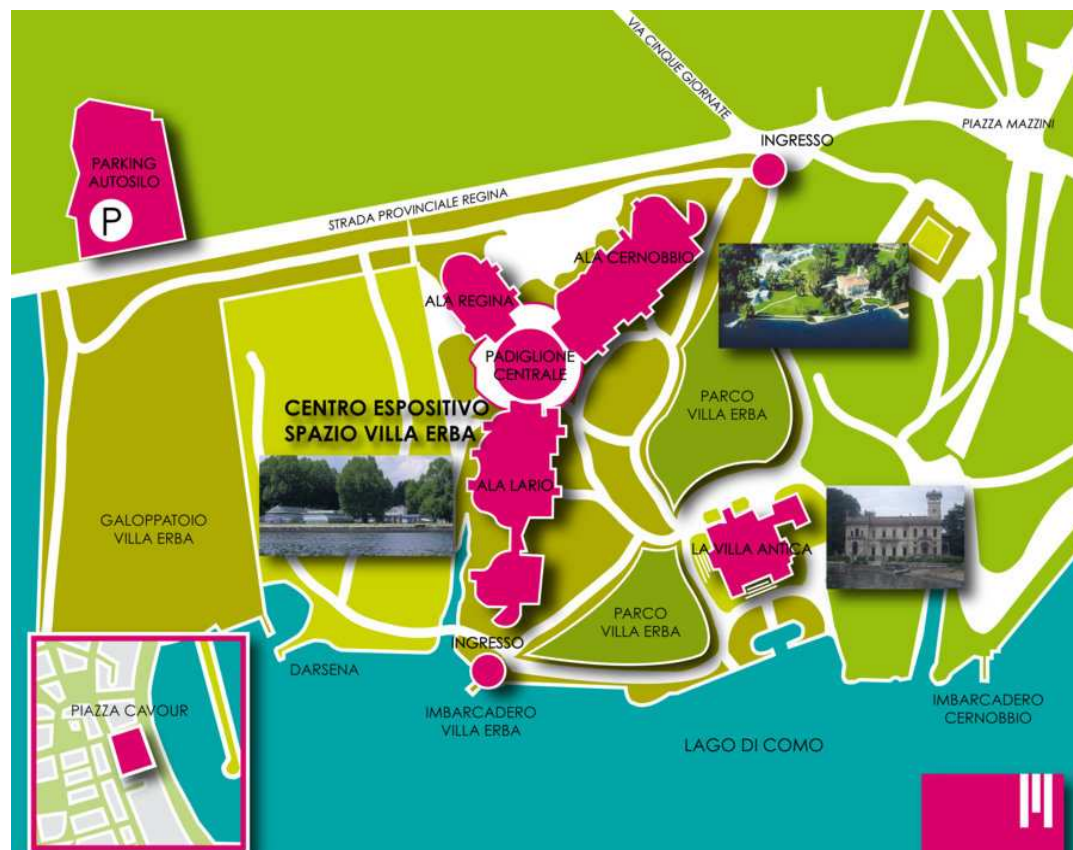 VIA CINQUE GIORNATE
PIAZZA MAZZINI
INGRESSO
PARKING
AUTOSILO
P
STRADA PROVINCIALE REGINA
ALA CERNOBBIO
ALA REGINA
PADIGLIONE
CENTRALE
PARCO
VILLA ERBA
CENTRO ESPOSITIVO
SPAZIO VILLA ERBA
ALA LARIO
GALOPPATOIO
VILLA ERBA
LA VILLA ANTICA
PARCO
VILLA ERBA
INGRESSO
DARSENA
PIAZZA CAVOUR
IMBARCADERO
VILLA ERBA
IMBARCADERO
CERNOBBIO
LAGO DI COMO